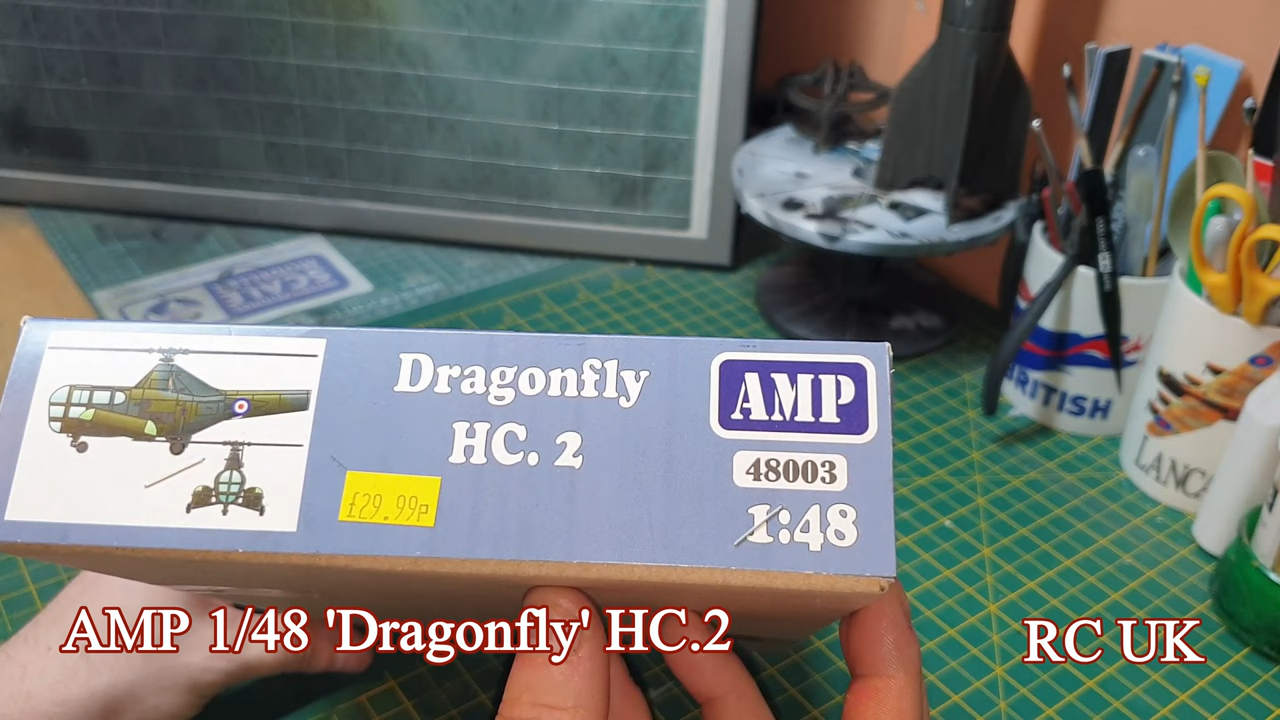 SCALE
Dragonfly
HC. 2
AMP
48003
1:48
£29.99p
BRITISH
LANCA
AMP 1/48 'Dragonfly' HC.2
RC UK